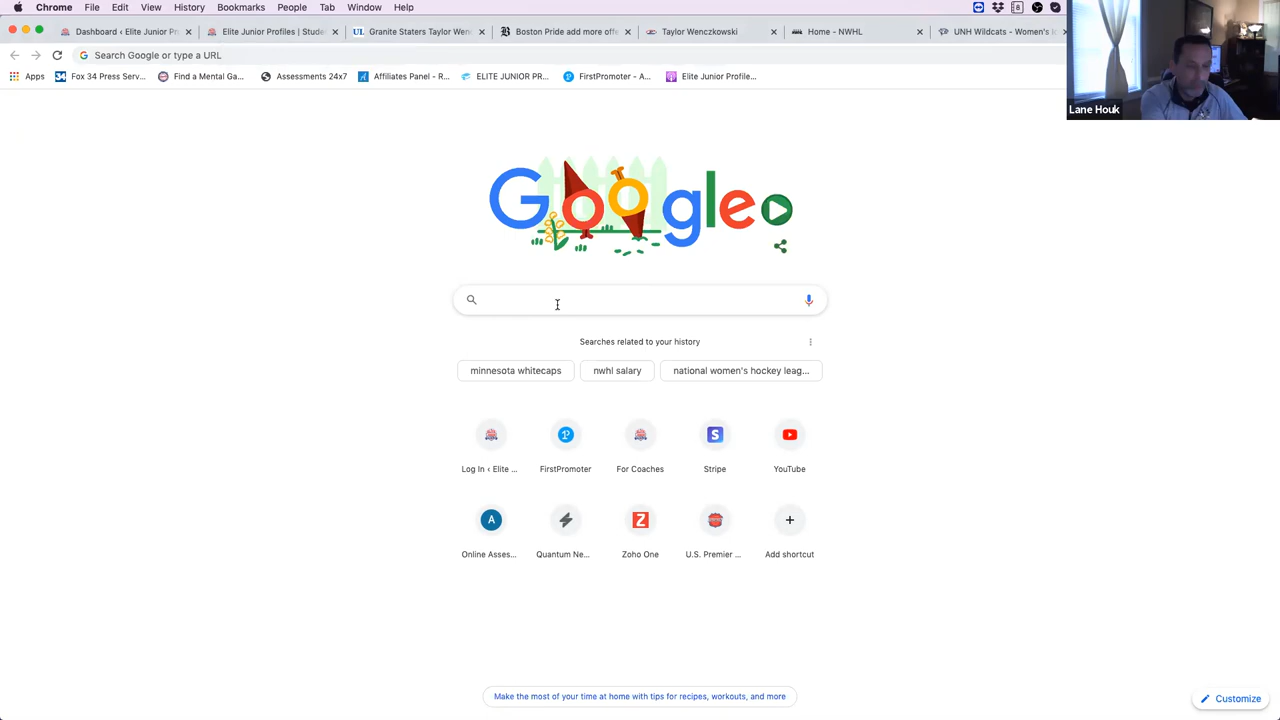 Chrome File Edit View History Bookmarks People Tab Window Help
Dashboard ‹ Elite Junior Pr Elite Junior Profiles | Stude UL Granite Staters Taylor Wen Boston Pride add more offe Taylor Wenczkowski Home - NWHL UNH Wildcats - Women's
Search Google or type a URL
Apps Fox 34 Press Serv... Find a Mental Ga... Assessments 24x7 Affiliates Panel - R... ELITE JUNIOR PR... FirstPromoter - A... Elite Junior Profile...
Lane Houk
Google
Searches related to your history
minnesota whitecaps nwhl salary national women's hockey leag...
Log In ‹ Elite ... FirstPromoter For Coaches Stripe YouTube
A Z
Online Asses... Quantum Ne... Zoho One U.S. Premier ... Add shortcut
Make the most of your time at home with tips for recipes, workouts, and more
Customize